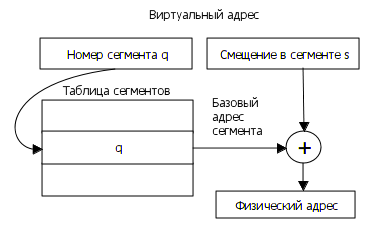 Виртуальный адрес
Номер сегмента q
Смещение в сегменте s
Таблица сегментов
Базовый
адрес
сегмента
q
+
Физический адрес